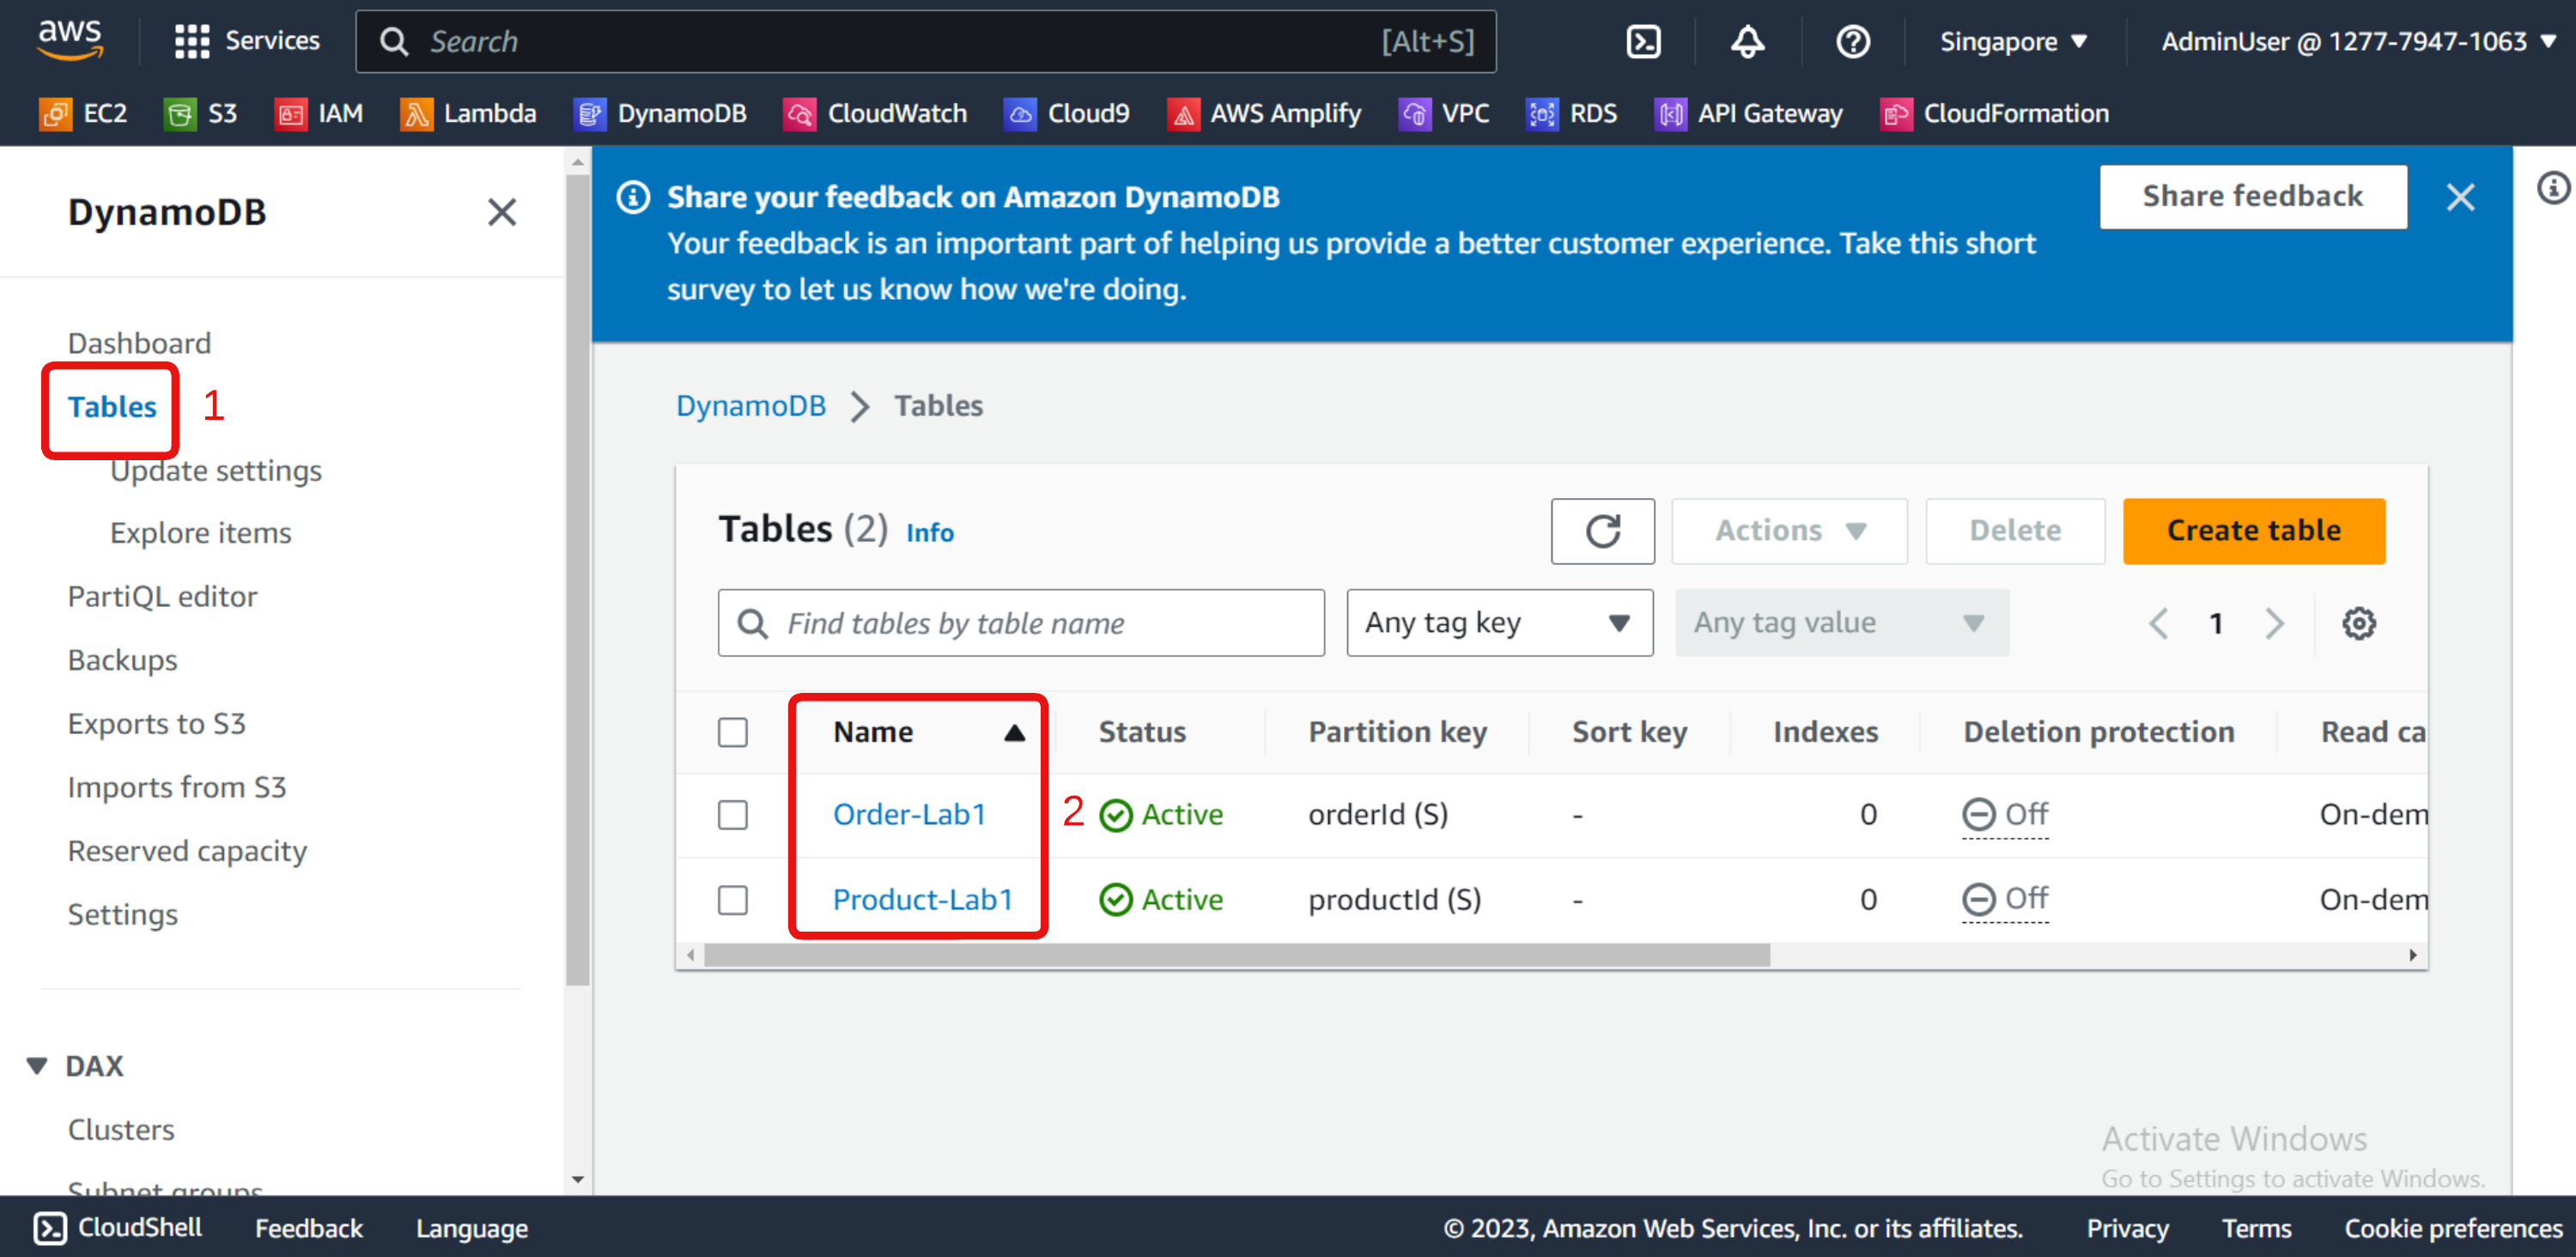 aws Services Search [Alt+S] Singapore AdminUser @ 1277-7947-1063
EC2 S3 IAM Lambda DynamoDB CloudWatch Cloud9 AWS Amplify VPC RDS API Gateway CloudFormation
DynamoDB
Dashboard
Tables 1
Update settings
Explore items
PartiQL editor
Backups
Exports to S3
Imports from S3
Reserved capacity
Settings
DAX
Clusters
Subnet groups
Share your feedback on Amazon DynamoDB
Your feedback is an important part of helping us provide a better customer experience. Take this short
survey to let us know how we're doing.
Share feedback
DynamoDB > Tables
Tables (2) Info Actions Delete Create table
Find tables by table name Any tag key Any tag value 1
Name Status Partition key Sort key Indexes Deletion protection Read ca
Order-Lab1 2 Active orderId (S) - 0 Off On-dem
Product-Lab1 Active productId (S) - 0 Off On-dem
Activate Windows
Go to Settings to activate Windows.
CloudShell Feedback Language © 2023, Amazon Web Services, Inc. or its affiliates. Privacy Terms Cookie preferences